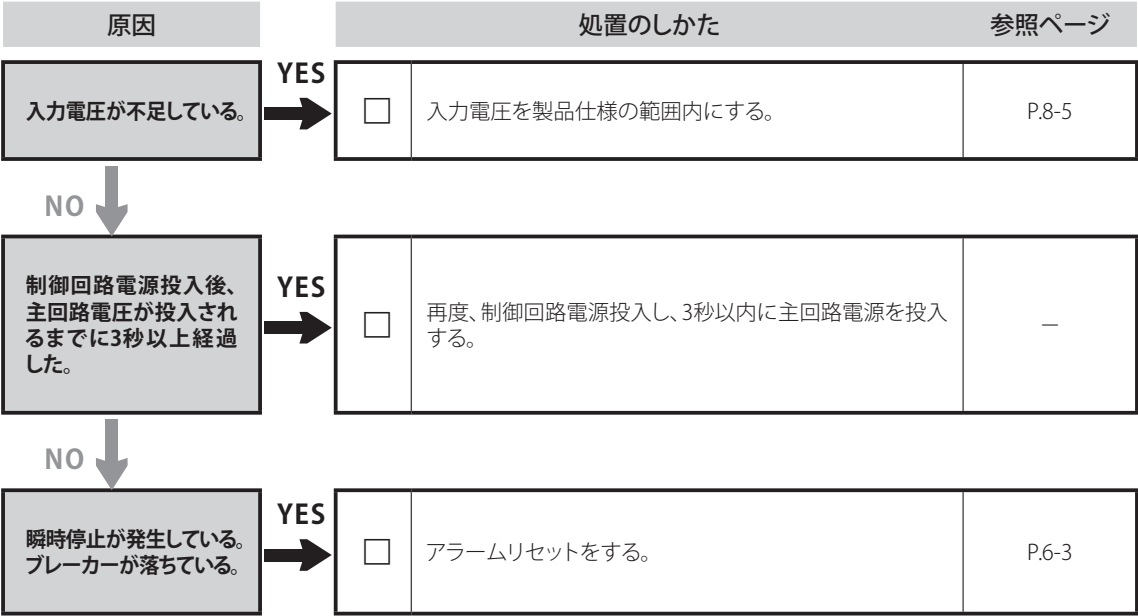 原因
処置のしかた
参照ページ
入力電圧が不足している。
YES
入力電圧を製品仕様の範囲内にする。
P.8-5
NO
制御回路電源投入後、
主回路電圧が投入され
るまでに3秒以上経過
した。
YES
再度、制御回路電源投入し、3秒以内に主回路電源を投入
する。
—
NO
瞬時停止が発生している。
ブレーカーが落ちている。
YES
アラームリセットをする。
P.6-3